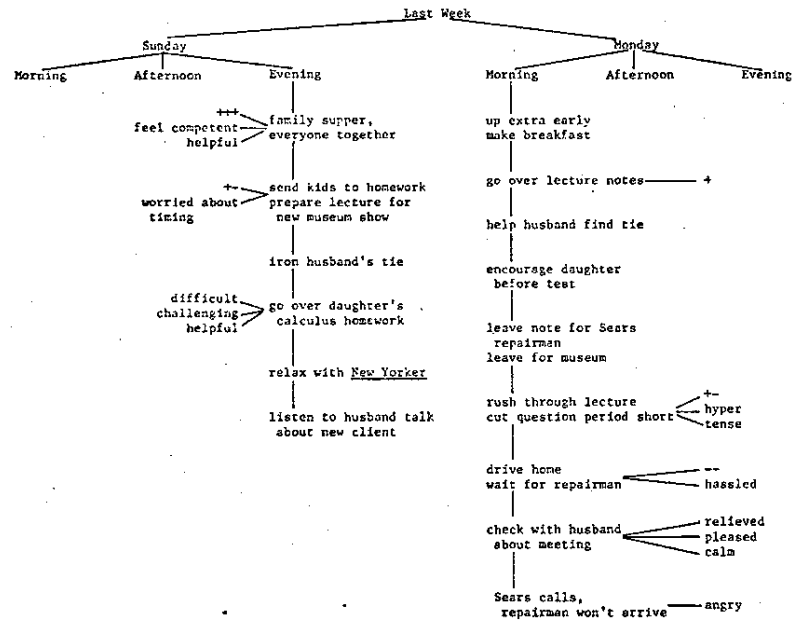 Last Week
Sunday Monday
Morning Afternoon Evening Morning Afternoon Evening
+++
feel competent
helpful
family supper,
everyone together
+-
worried about
timing
send kids to homework
prepare lecture for
new museum show
iron husband's tie
difficult
challenging
helpful
go over daughter's
calculus homework
relax with New Yorker
listen to husband talk
about new client
up extra early
make breakfast
go over lecture notes +
help husband find tie
encourage daughter
before test
leave note for Sears
repairman
leave for museum
rush through lecture
cut question period short
+-
hyper
tense
drive home
wait for repairman
--
hassled
check with husband
about meeting
relieved
pleased
calm
Sears calls,
repairman won't arrive
angry